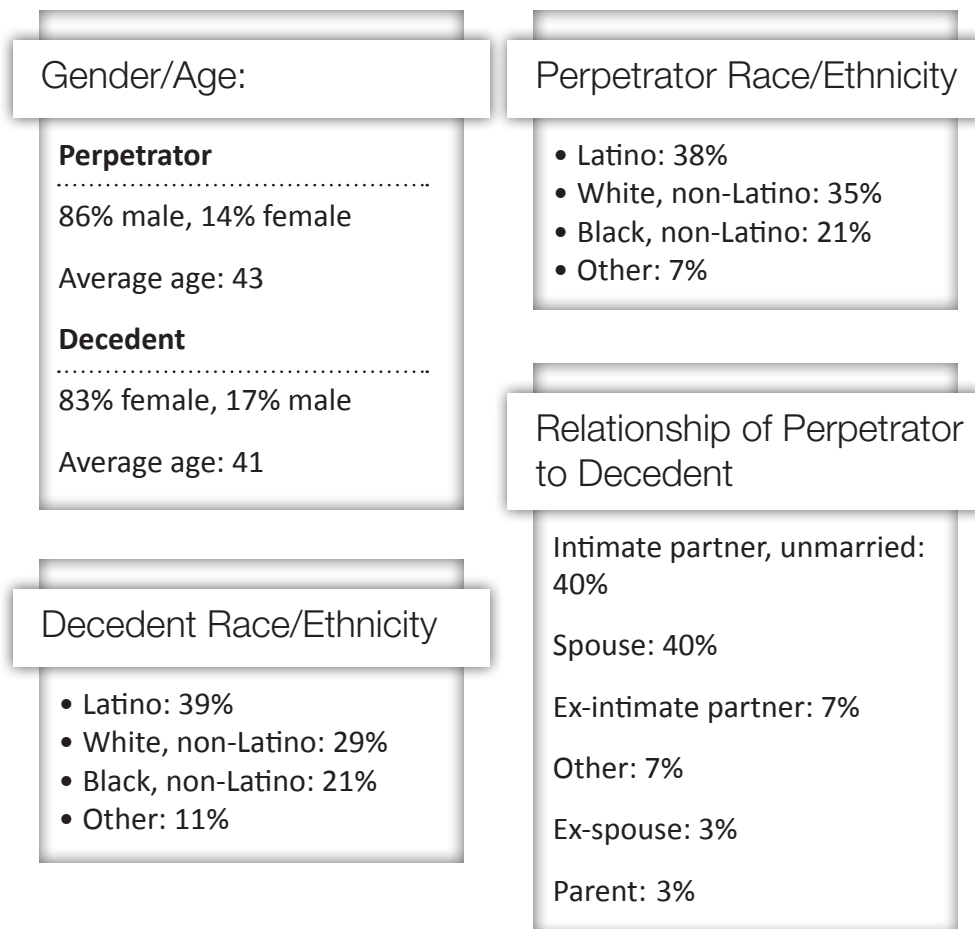 Gender/Age:
Perpetrator
86% male, 14% female
Average age: 43
Decedent
83% female, 17% male
Average age: 41
Decedent Race/Ethnicity
• Latino: 39%
• White, non-Latino: 29%
• Black, non-Latino: 21%
• Other: 11%
Perpetrator Race/Ethnicity
• Latino: 38%
• White, non-Latino: 35%
• Black, non-Latino: 21%
• Other: 7%
Relationship of Perpetrator
to Decedent
Intimate partner, unmarried:
40%
Spouse: 40%
Ex-intimate partner: 7%
Other: 7%
Ex-spouse: 3%
Parent: 3%